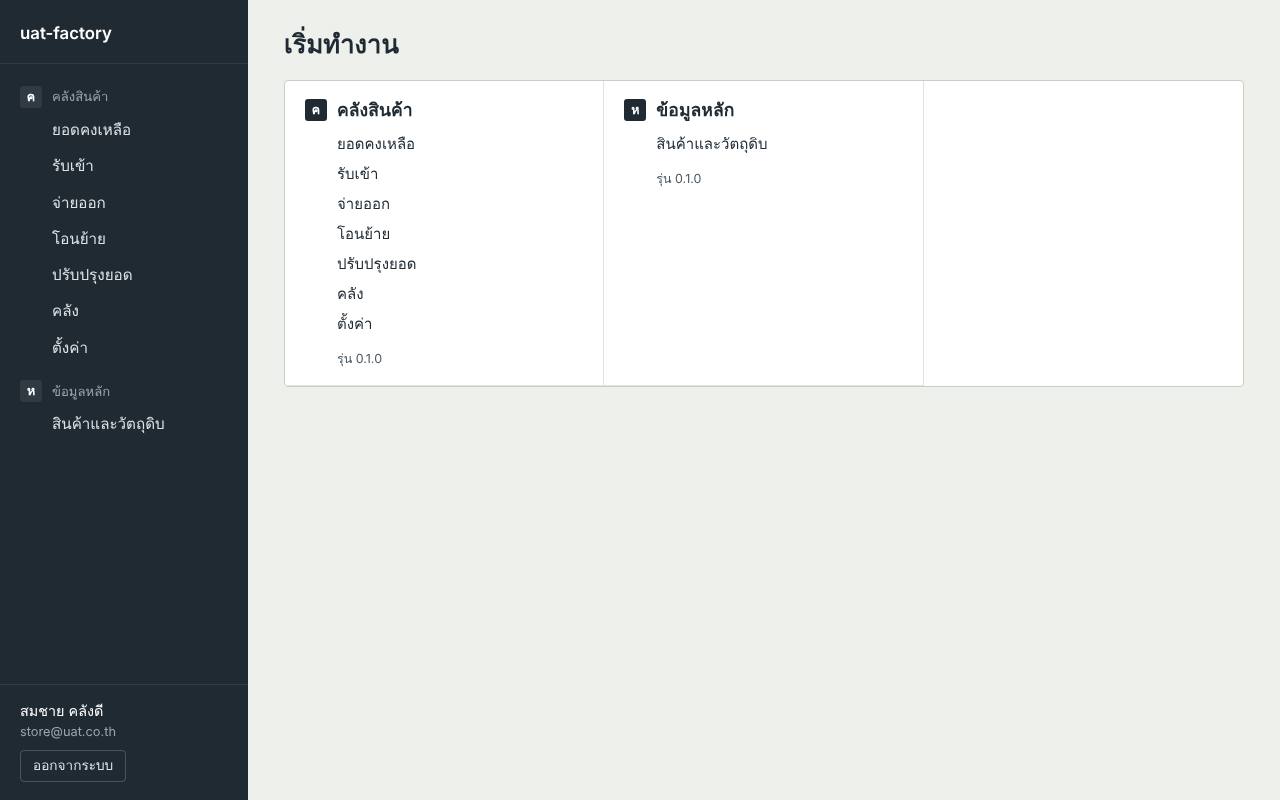 uat-factory
ค คลังสินค้า
ยอดคงเหลือ
รับเข้า
จ่ายออก
โอนย้าย
ปรับปรุงยอด
คลัง
ตั้งค่า
ห ข้อมูลหลัก
สินค้าและวัตถุดิบ
สมชาย คลังดี
store@uat.co.th
ออกจากระบบ
เริ่มทำงาน
ค คลังสินค้า
ยอดคงเหลือ
รับเข้า
จ่ายออก
โอนย้าย
ปรับปรุงยอด
คลัง
ตั้งค่า
รุ่น 0.1.0
ห ข้อมูลหลัก
สินค้าและวัตถุดิบ
รุ่น 0.1.0